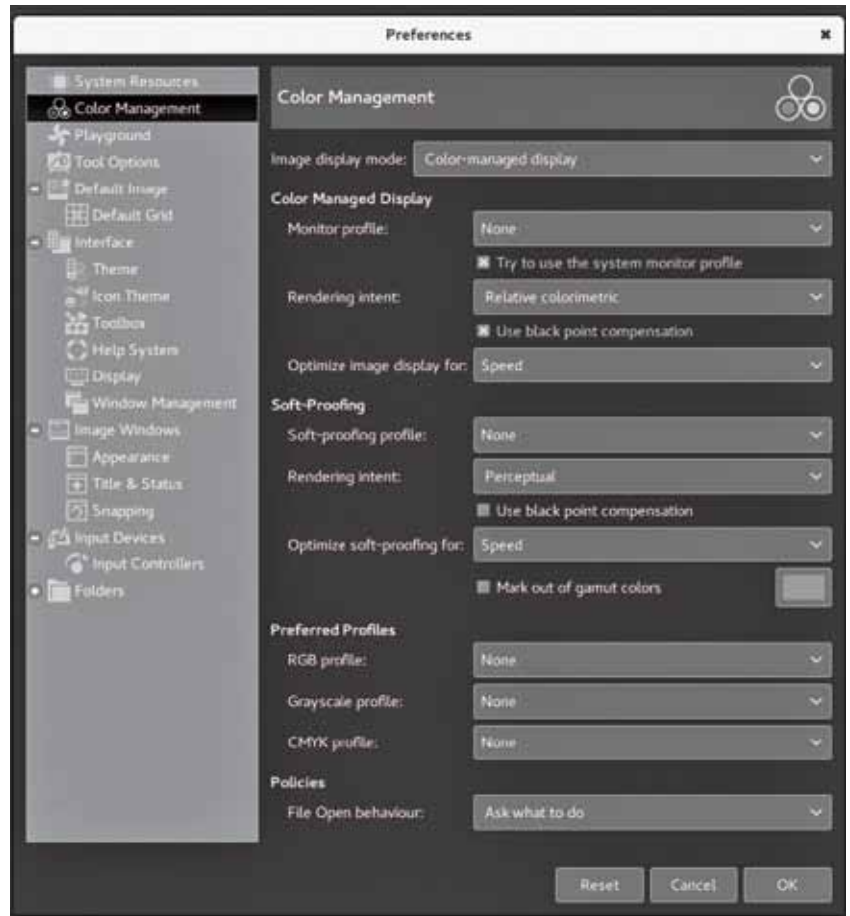 Preferences
System Resources
Color Management
Playground
Tool Options
Default Image
Default Grid
Interface
Theme
Icon Theme
Toolbox
Help System
Display
Window Management
Image Windows
Appearance
Title & Status
Snapping
Input Devices
Input Controllers
Folders
Color Management
Image display mode: Color-managed display
Color Managed Display
Monitor profile: None
Try to use the system monitor profile
Rendering intent: Relative colorimetric
Use black point compensation
Optimize image display for: Speed
Soft-Proofing
Soft-proofing profile: None
Rendering intent: Perceptual
Use black point compensation
Optimize soft-proofing for: Speed
Mark out of gamut colors
Preferred Profiles
RGB profile: None
Grayscale profile: None
CMYK profile: None
Policies
File Open behaviour: Ask what to do
Reset Cancel OK